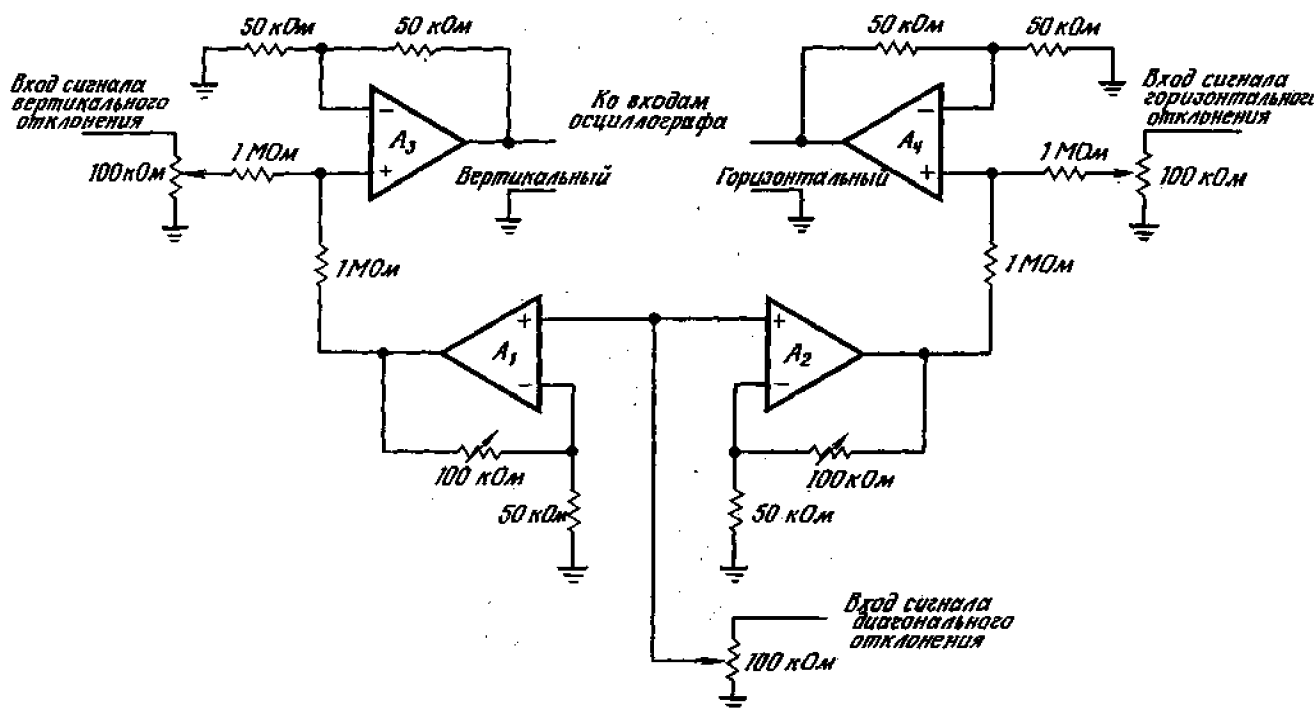 50 кОм
50 кОм
50 кОм
50 кОм
Вход сигнала
вертикального
отклонения
Ко входам
осциллографа
Вход сигнала
горизонтального
отклонения
A3
A4
100 кОм
1 МОм
Вертикальный
Горизонтальный
1 МОм
100 кОм
1 МОм
1 МОм
A1
A2
100 кОм
100 кОм
50 кОм
50 кОм
Вход сигнала
диагонального
отклонения
100 кОм